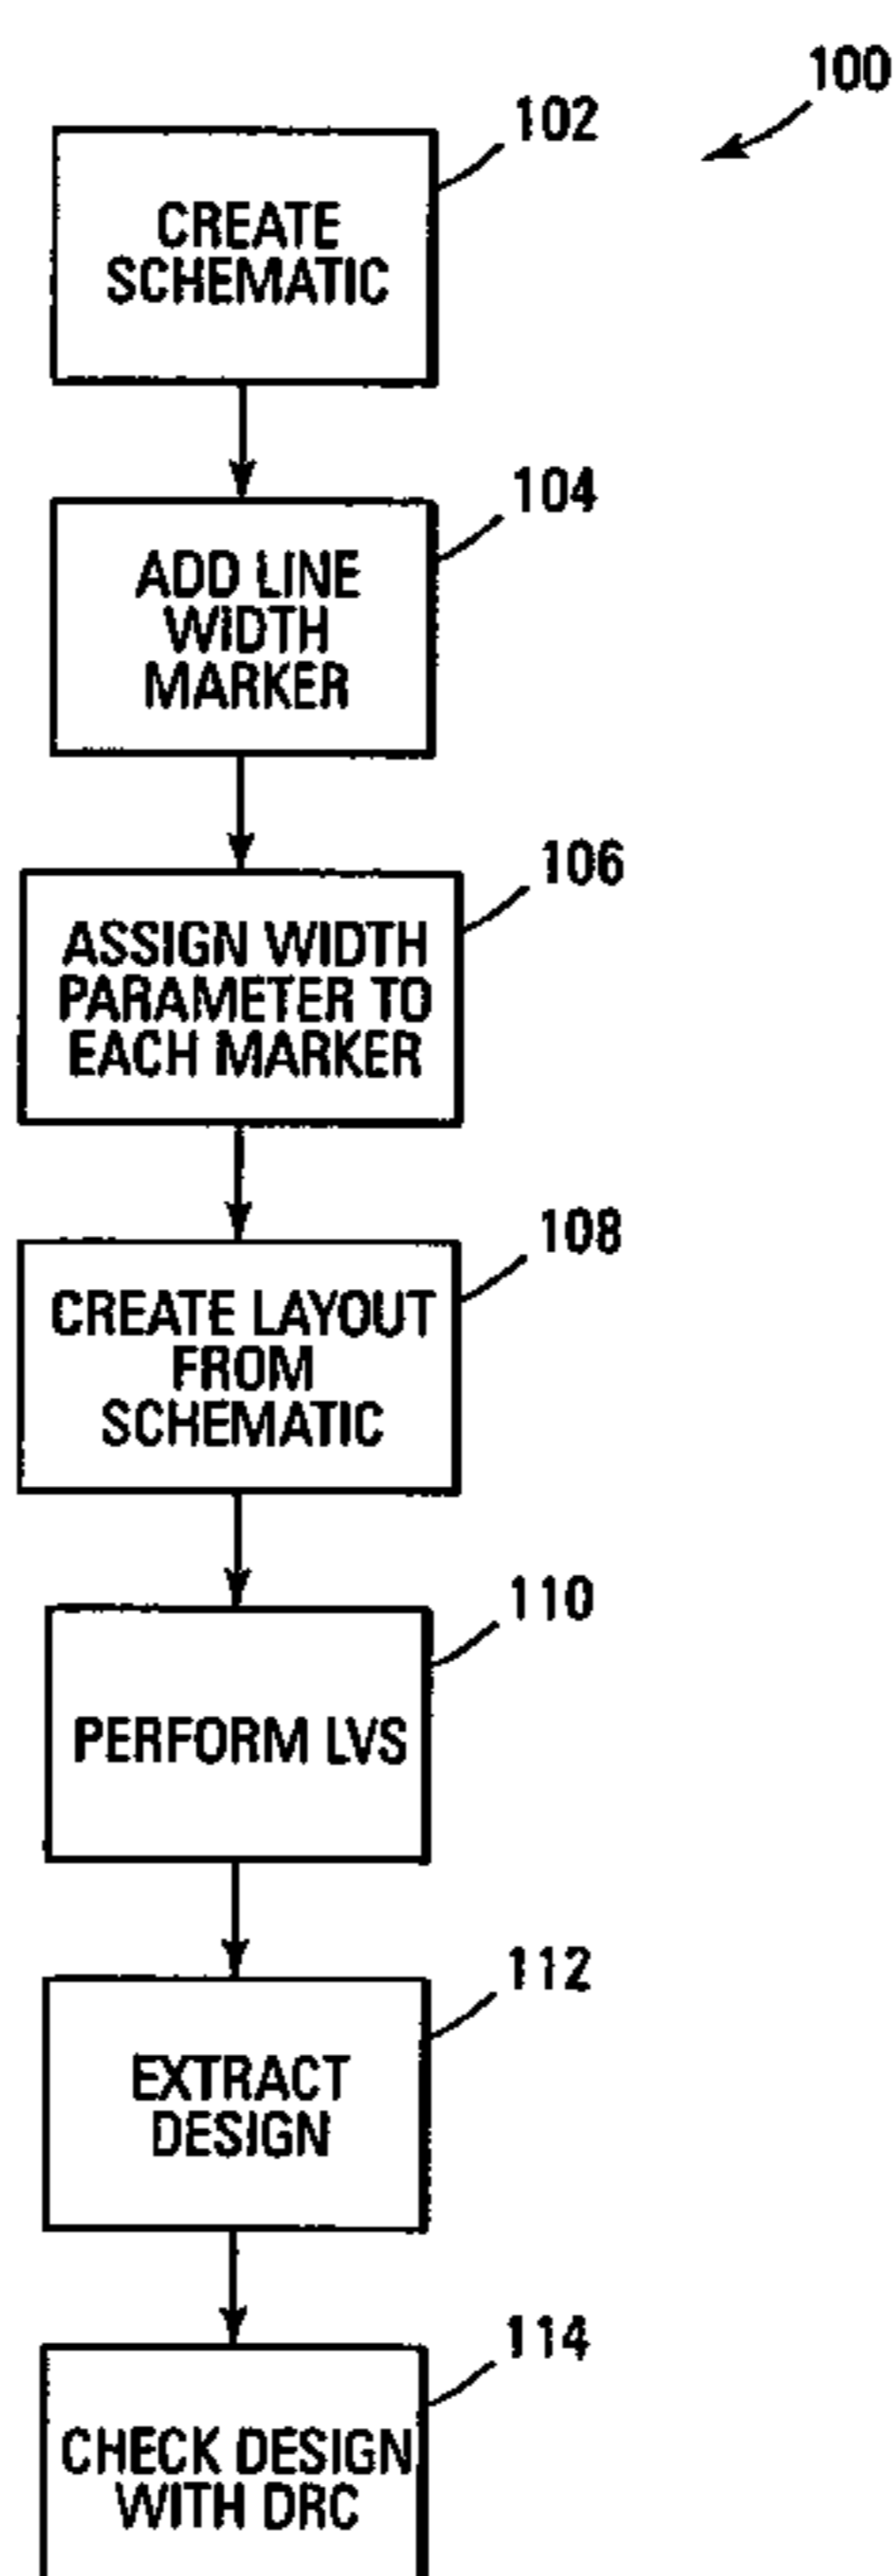 100
102
CREATE
SCHEMATIC
104
ADD LINE
WIDTH
MARKER
106
ASSIGN WIDTH
PARAMETER TO
EACH MARKER
108
CREATE LAYOUT
FROM
SCHEMATIC
110
PERFORM LVS
112
EXTRACT
DESIGN
114
CHECK DESIGN
WITH DRC